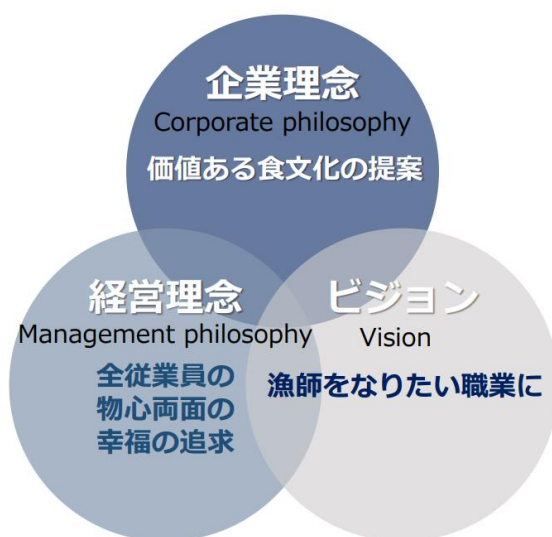 企業理念
Corporate philosophy
価値ある食文化の提案
経営理念
Management philosophy
全従業員の
物心両面の
幸福の追求
ビジョン
Vision
漁師をなりたい職業に